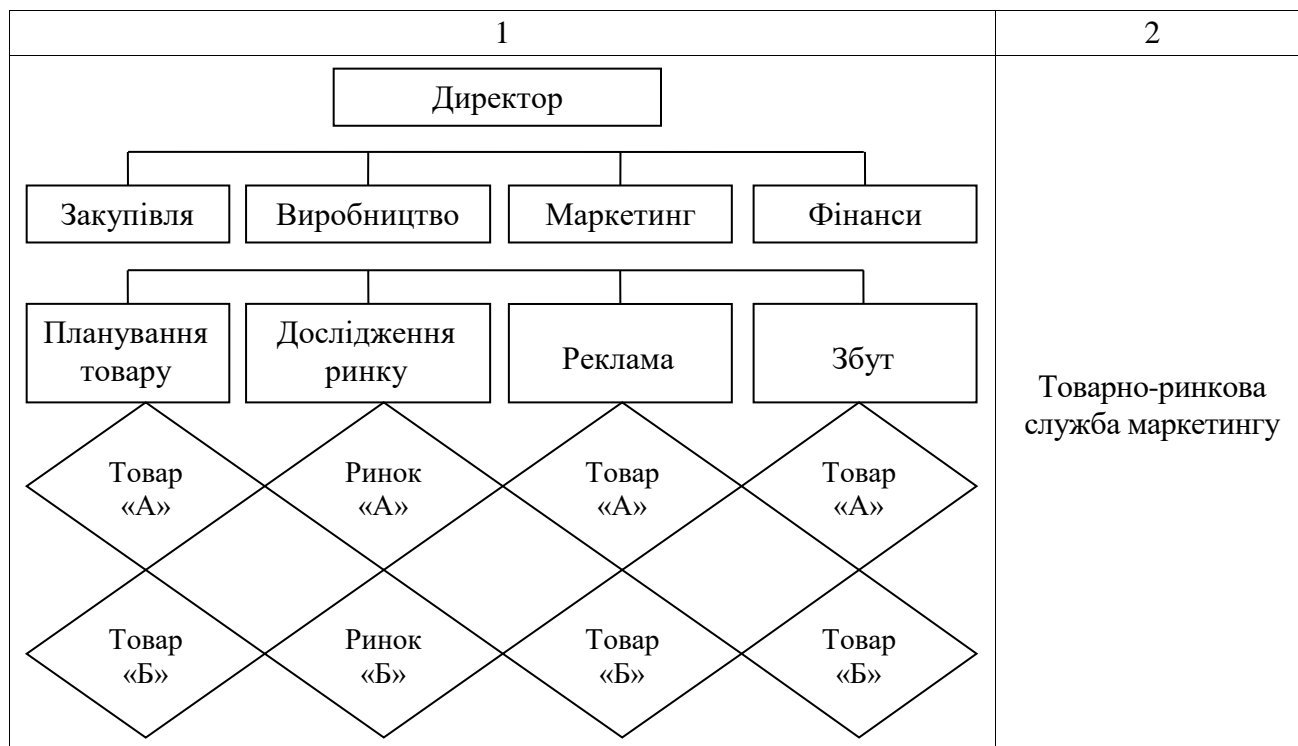 1
2
Директор
Закупівля
Виробництво
Маркетинг
Фінанси
Планування
товару
Дослідження
ринку
Реклама
Збут
Товарно-ринкова
служба маркетингу
Товар
«А»
Ринок
«А»
Товар
«А»
Товар
«А»
Товар
«Б»
Ринок
«Б»
Товар
«Б»
Товар
«Б»